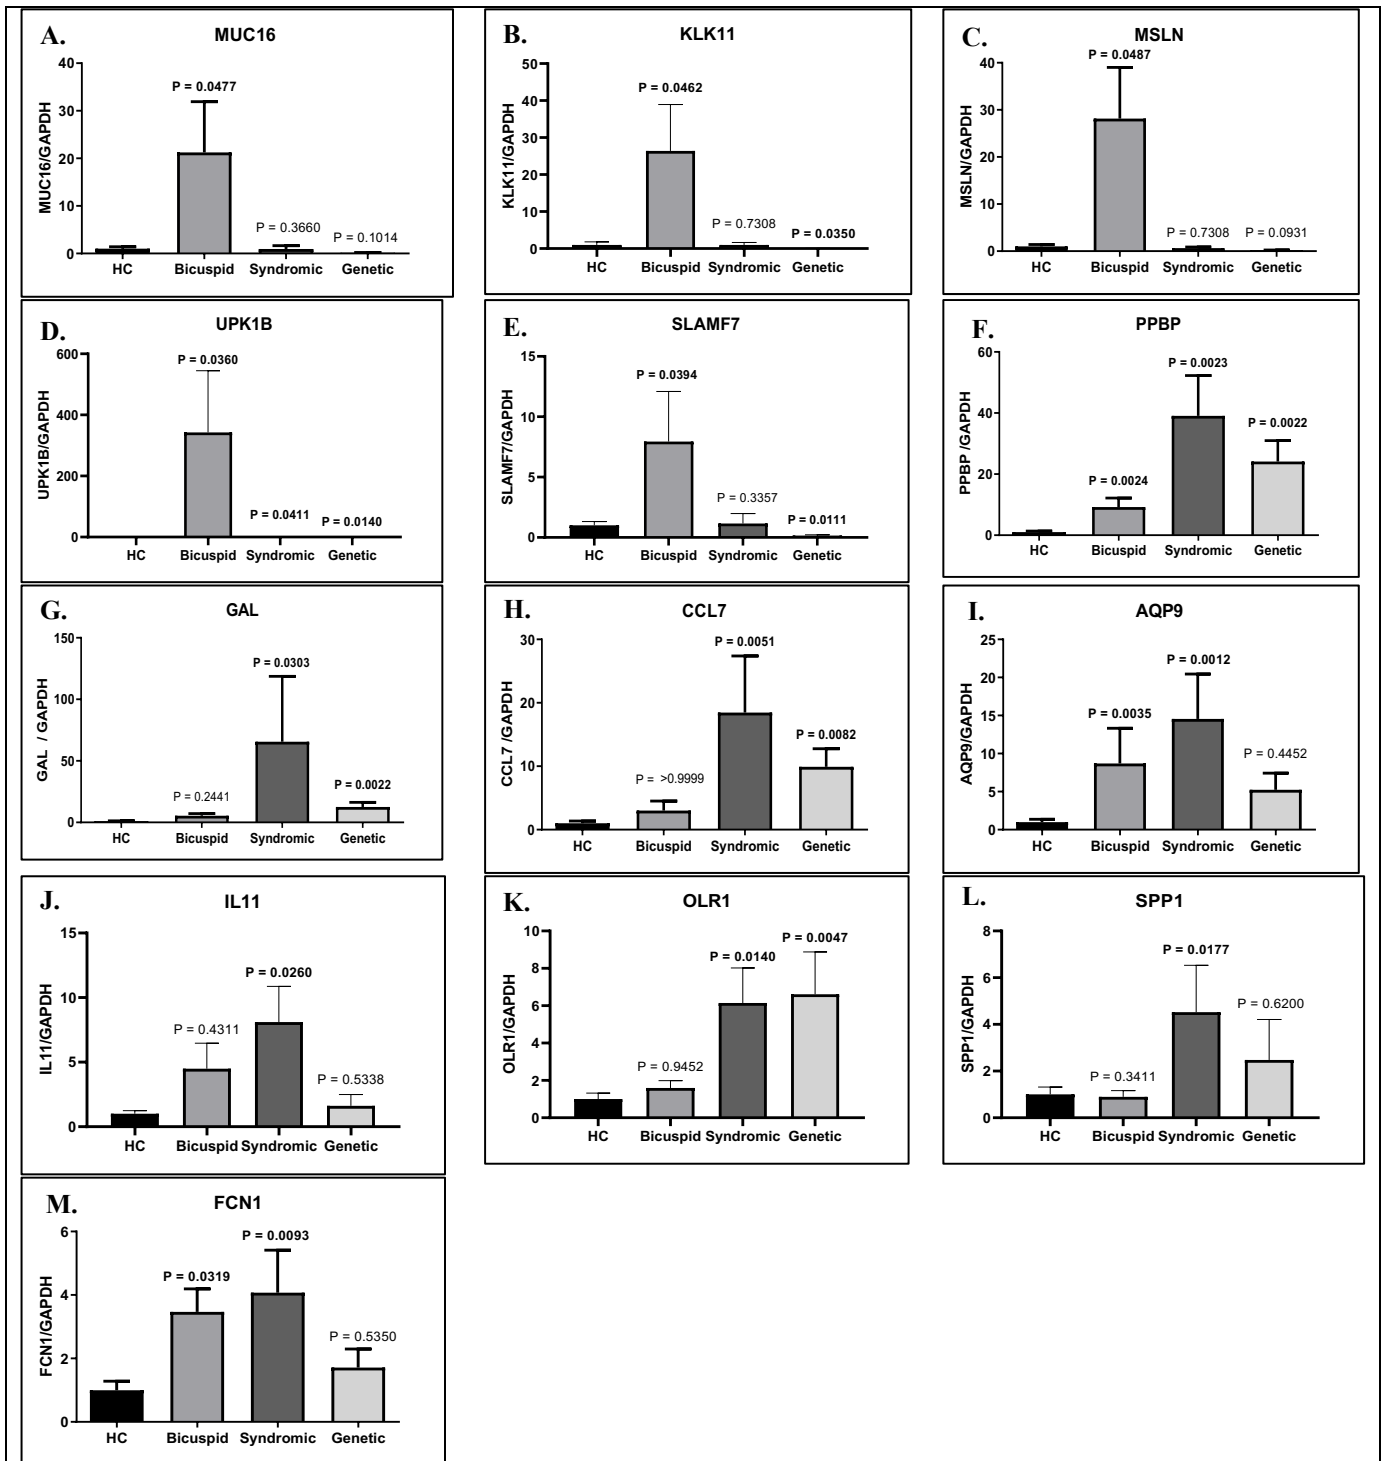 A.
MUC16
MUC16/GAPDH
40
30
20
10
0
P = 0.0477
P = 0.3660
P = 0.1014
HC Bicuspid Syndromic Genetic
B.
KLK11
KLK11/GAPDH
50
40
30
20
10
0
P = 0.0462
P = 0.7308
P = 0.0350
HC Bicuspid Syndromic Genetic
C.
MSLN
MSLN/GAPDH
40
30
20
10
0
P = 0.0487
P = 0.7308
P = 0.0931
HC Bicuspid Syndromic Genetic
D.
UPK1B
UPK1B/GAPDH
600
400
200
0
P = 0.0360
P = 0.0411
P = 0.0140
HC Bicuspid Syndromic Genetic
E.
SLAMF7
SLAMF7/GAPDH
15
10
5
0
P = 0.0394
P = 0.3357
P = 0.0111
HC Bicuspid Syndromic Genetic
F.
PPBP
PPBP /GAPDH
60
40
20
0
P = 0.0024
P = 0.0023
P = 0.0022
HC Bicuspid Syndromic Genetic
G.
GAL
GAL / GAPDH
150
100
50
0
P = 0.2441
P = 0.0303
P = 0.0022
HC Bicuspid Syndromic Genetic
H.
CCL7
CCL7 /GAPDH
30
20
10
0
P = >0.9999
P = 0.0051
P = 0.0082
HC Bicuspid Syndromic Genetic
I.
AQP9
AQP9/GAPDH
25
20
15
10
5
0
P = 0.0035
P = 0.0012
P = 0.4452
HC Bicuspid Syndromic Genetic
J.
IL11
IL11/GAPDH
15
10
5
0
P = 0.4311
P = 0.0260
P = 0.5338
HC Bicuspid Syndromic Genetic
K.
OLR1
OLR1/GAPDH
10
8
6
4
2
0
P = 0.9452
P = 0.0140
P = 0.0047
HC Bicuspid Syndromic Genetic
L.
SPP1
SPP1/GAPDH
8
6
4
2
0
P = 0.3411
P = 0.0177
P = 0.6200
HC Bicuspid Syndromic Genetic
M.
FCN1
FCN1/GAPDH
6
4
2
0
P = 0.0319
P = 0.0093
P = 0.5350
HC Bicuspid Syndromic Genetic